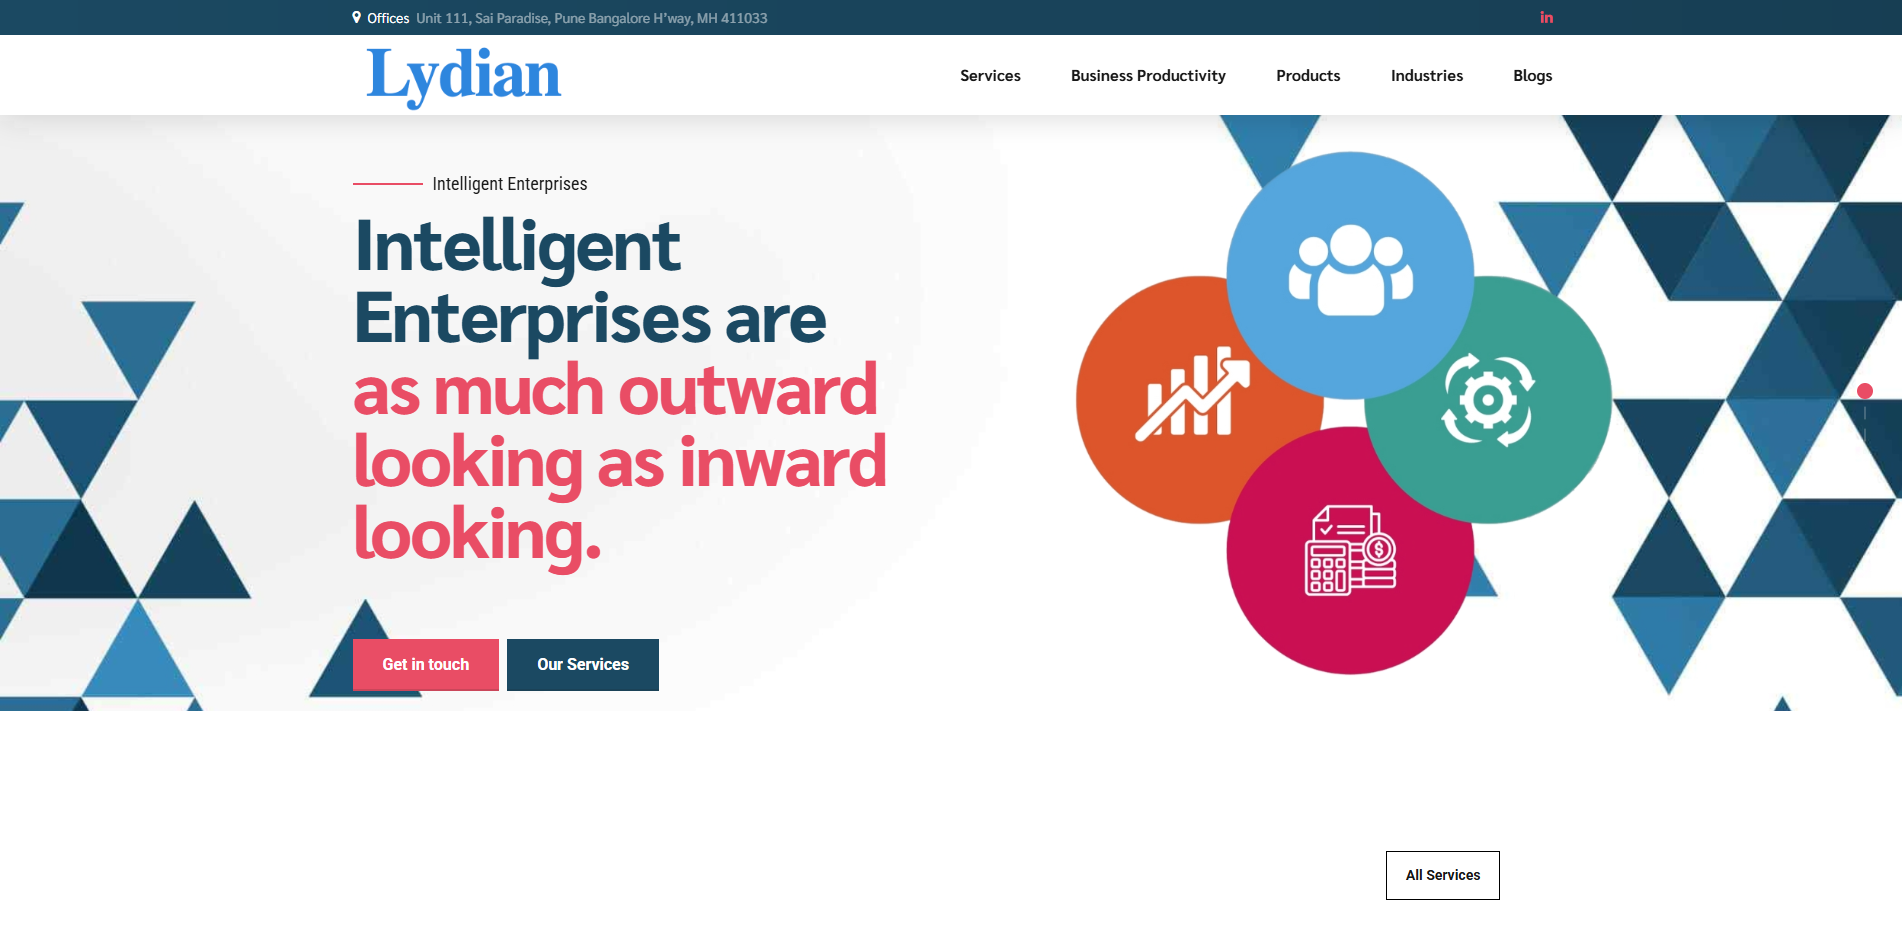 Offices Unit 111, Sai Paradise, Pune Bangalore H'way, MH 411033
in
Lydian
Services Business Productivity Products Industries Blogs
Intelligent Enterprises
Intelligent
Enterprises are
as much outward
looking as inward
looking.
$
Get in touch Our Services
All Services